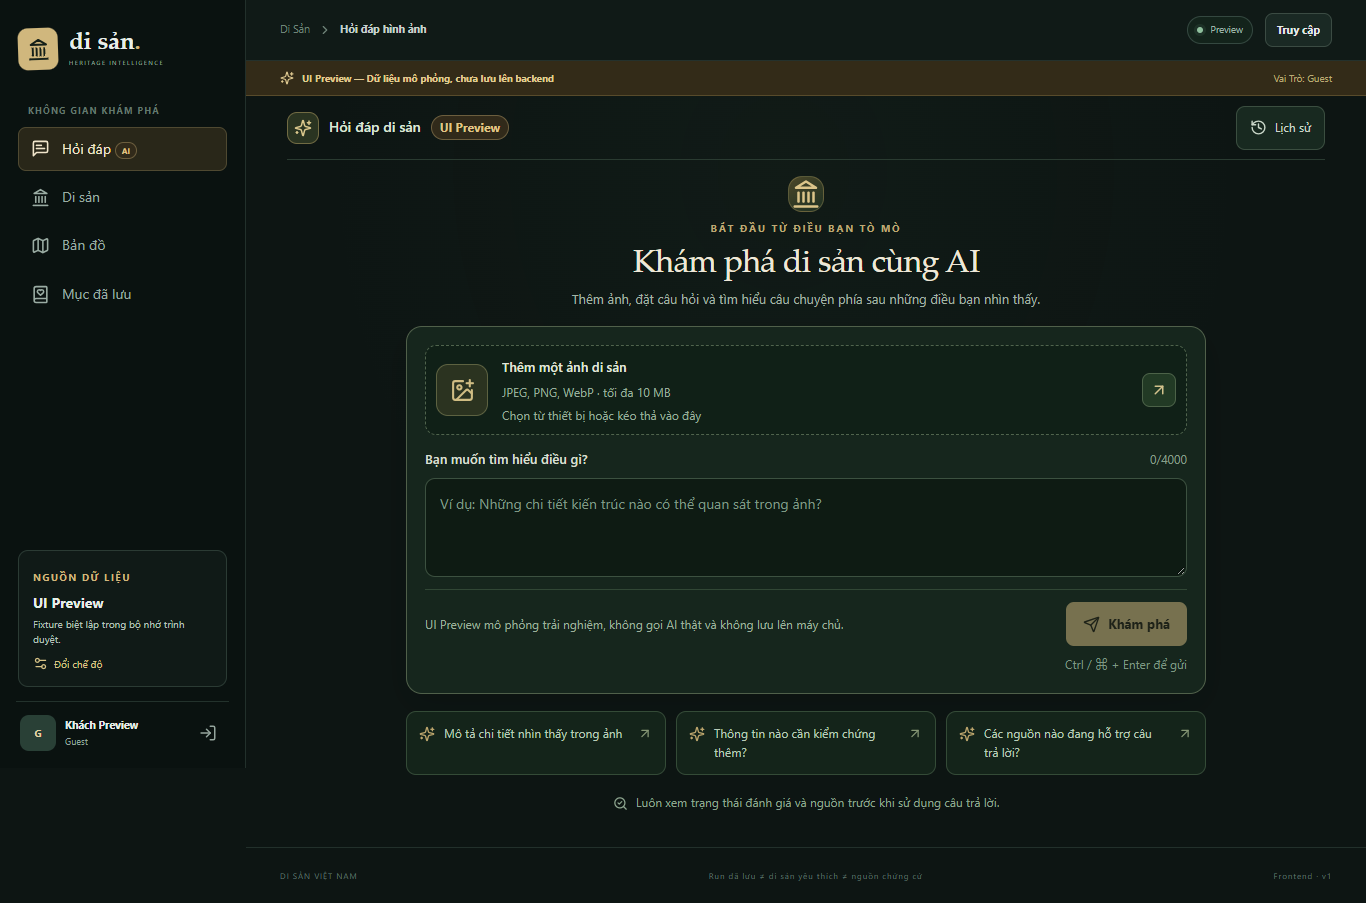 di sản.
HERITAGE INTELLIGENCE
KHÔNG GIAN KHÁM PHÁ
Hỏi đáp AI
Di sản
Bản đồ
Mục đã lưu
NGUỒN DỮ LIỆU
UI Preview
Fixture biệt lập trong bộ nhớ trình
duyệt.
Đổi chế độ
G
Khách Preview
Guest
Di Sản > Hỏi đáp hình ảnh
Preview
Truy cập
UI Preview — Dữ liệu mô phỏng, chưa lưu lên backend
Vai Trò: Guest
Hỏi đáp di sản
UI Preview
Lịch sử
BẮT ĐẦU TỪ ĐIỀU BẠN TÒ MÒ
Khám phá di sản cùng AI
Thêm ảnh, đặt câu hỏi và tìm hiểu câu chuyện phía sau những điều bạn nhìn thấy.
Thêm một ảnh di sản
JPEG, PNG, WebP · tối đa 10 MB
Chọn từ thiết bị hoặc kéo thả vào đây
Bạn muốn tìm hiểu điều gì?
0/4000
Ví dụ: Những chi tiết kiến trúc nào có thể quan sát trong ảnh?
UI Preview mô phỏng trải nghiệm, không gọi AI thật và không lưu lên máy chủ.
Khám phá
Ctrl / ⌘ + Enter để gửi
Mô tả chi tiết nhìn thấy trong ảnh
Thông tin nào cần kiểm chứng
thêm?
Các nguồn nào đang hỗ trợ câu
trả lời?
Luôn xem trạng thái đánh giá và nguồn trước khi sử dụng câu trả lời.
DI SẢN VIỆT NAM
Run đã lưu ≠ di sản yêu thích ≠ nguồn chứng cứ
Frontend · v1